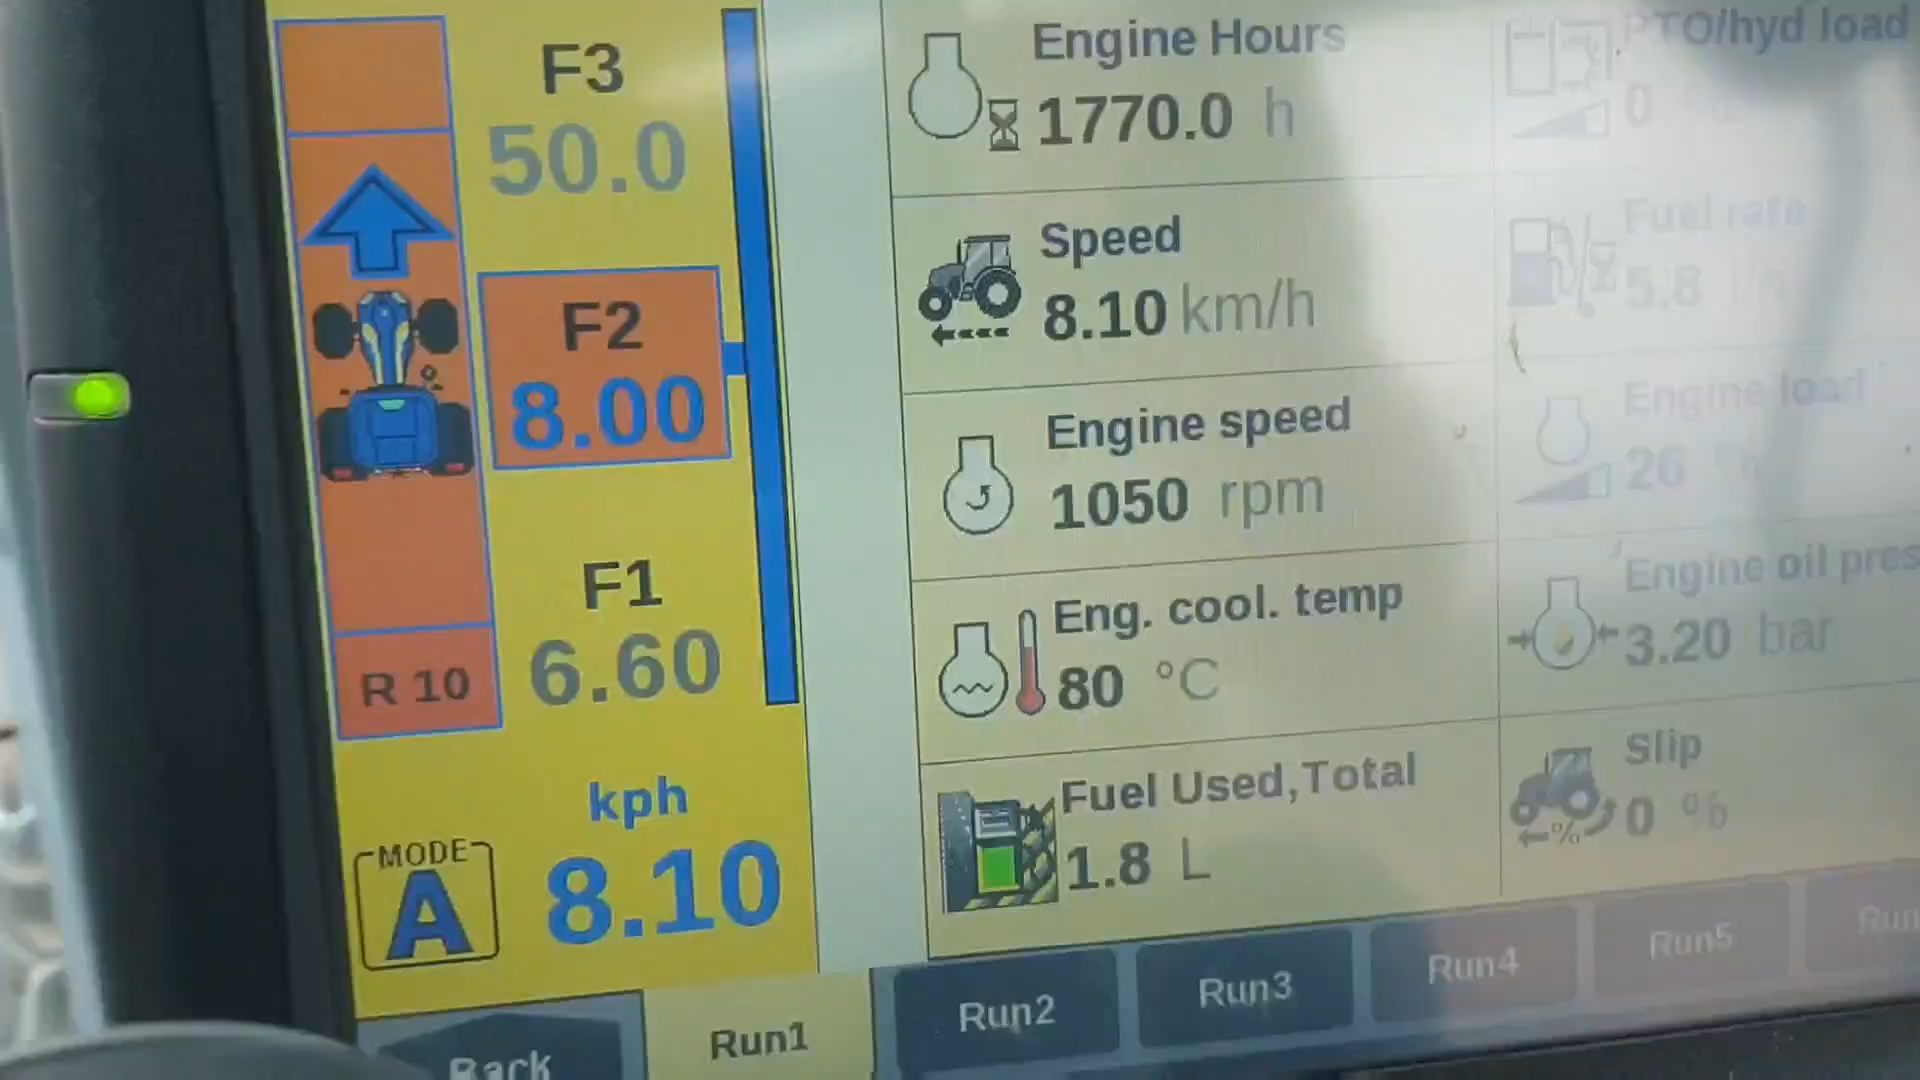 F3
50.0
F2
8.00
F1
6.60
R 10
kph
8.10
MODE
A
Engine Hours
1770.0 h
Speed
8.10 km/h
Engine speed
1050 rpm
Eng. cool. temp
80 °C
Fuel Used,Total
1.8 L
PTO/hyd load
0
Fuel rate
5.8
Engine load
26
Engine oil pres
3.20 bar
Slip
0 %
Back
Run1
Run2
Run3
Run4
Run5
Run